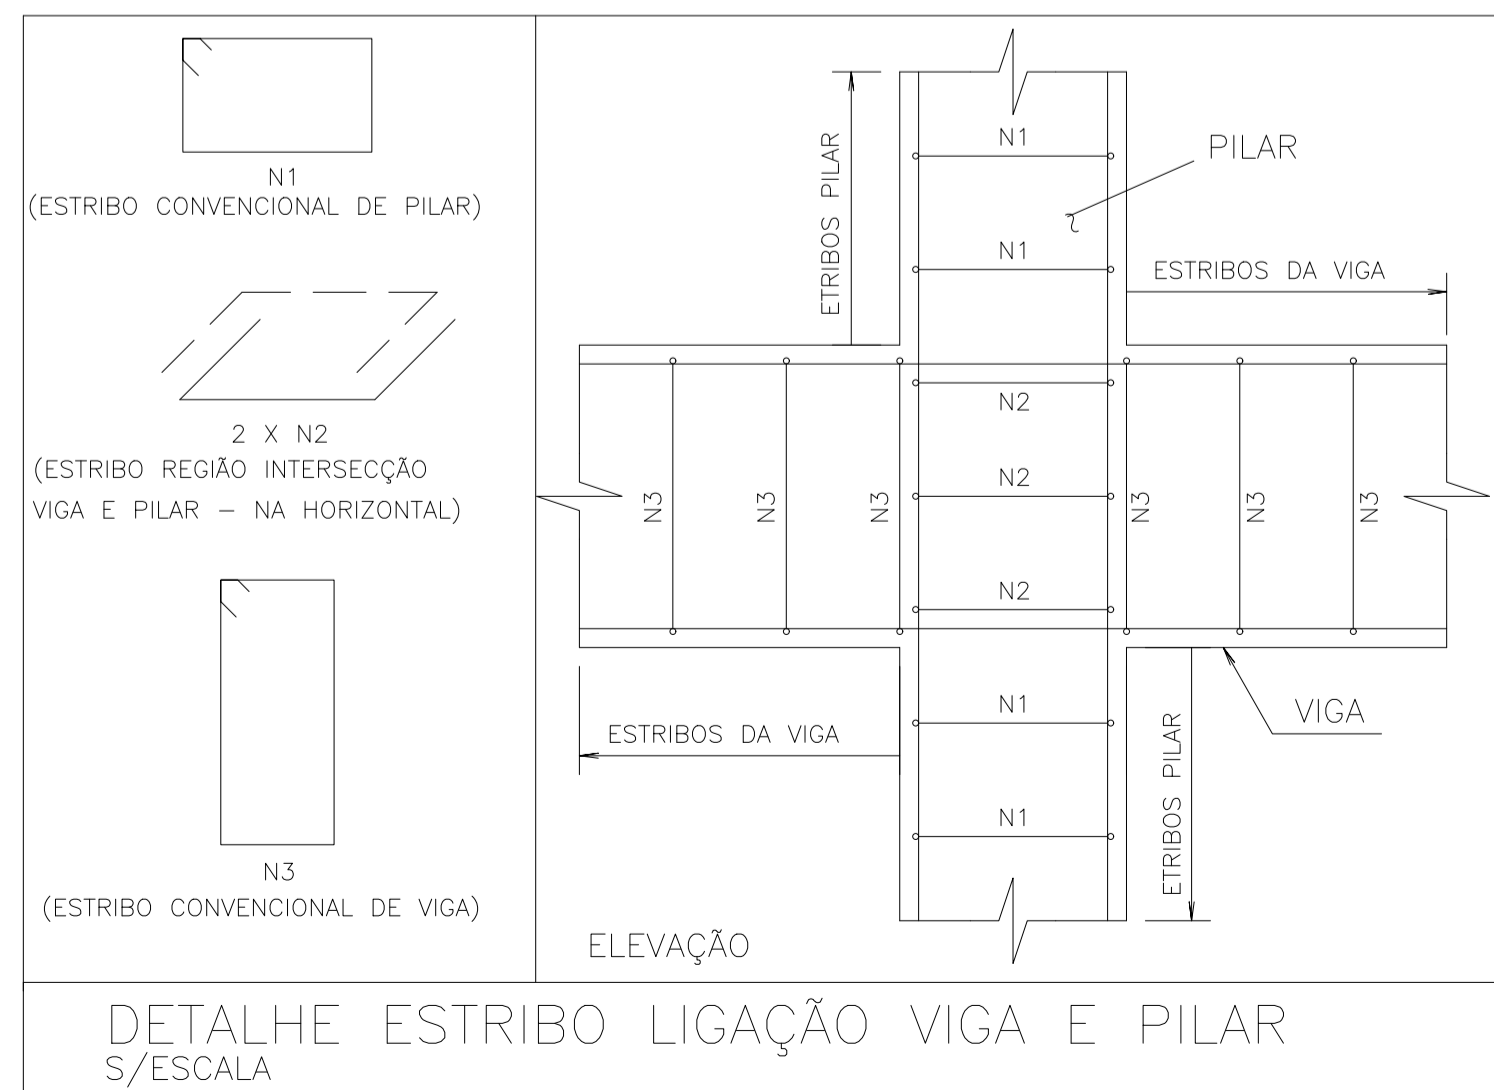 N1
(ESTRIBO CONVENCIONAL DE PILAR)
2 X N2
(ESTRIBO REGIÃO INTERSECÇÃO
VIGA E PILAR – NA HORIZONTAL)
N3
(ESTRIBO CONVENCIONAL DE VIGA)
ETRIBOS PILAR
N1
PILAR
N1
ESTRIBOS DA VIGA
N2
N3
N3
N3
N2
N3
N3
N3
N2
N1
ESTRIBOS DA VIGA
VIGA
ETRIBOS PILAR
N1
ELEVAÇÃO
DETALHE ESTRIBO LIGAÇÃO VIGA E PILAR
S/ESCALA